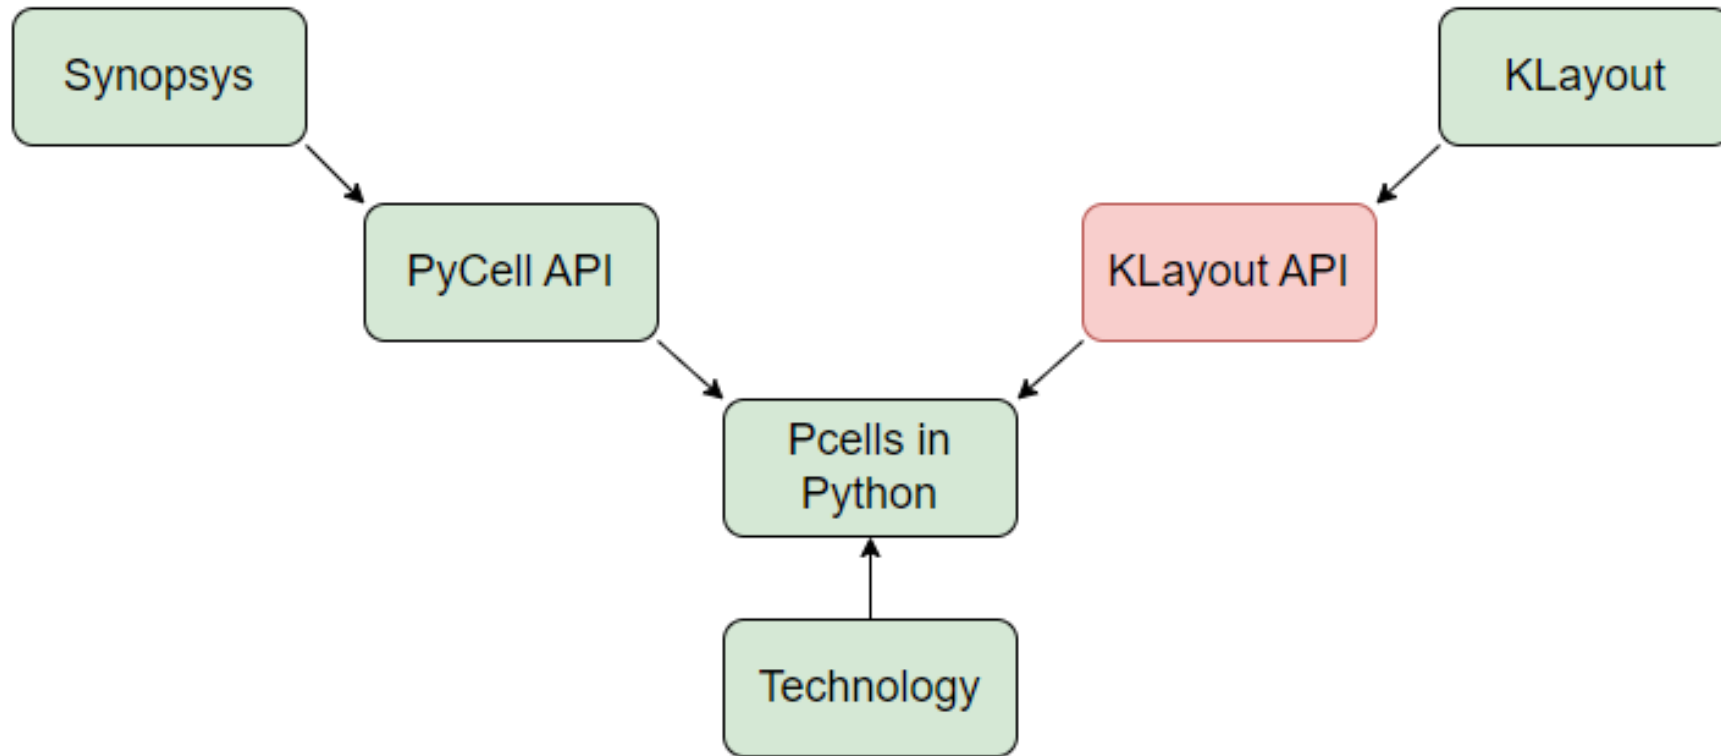 Synopsys
KLayout
PyCell API
KLayout API
Pcells in
Python
Technology